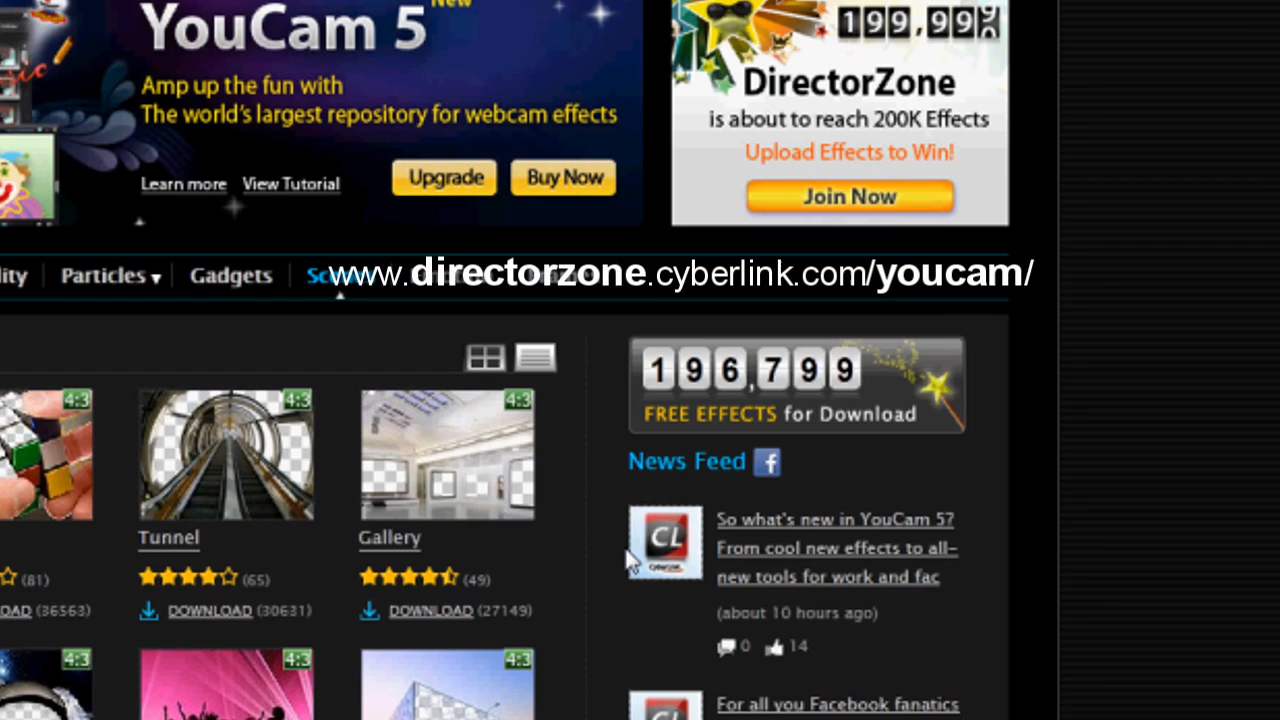 YouCam 5 New
Amp up the fun with
The world's largest repository for webcam effects
Learn more View Tutorial
Upgrade Buy Now
199,99
DirectorZone
is about to reach 200K Effects
Upload Effects to Win!
Join Now
Particles Gadgets
www.directorzone.cyberlink.com/youcam/
196,799
FREE EFFECTS for Download
News Feed
4:3 4:3 4:3
Tunnel Gallery
(81) (65) (49)
(36563) DOWNLOAD (30631) DOWNLOAD (27149)
CL
So what's new in YouCam 5?
From cool new effects to all-
new tools for work and fac
(about 10 hours ago)
0 14
4:3 4:3 4:3
For all you Facebook fanatics